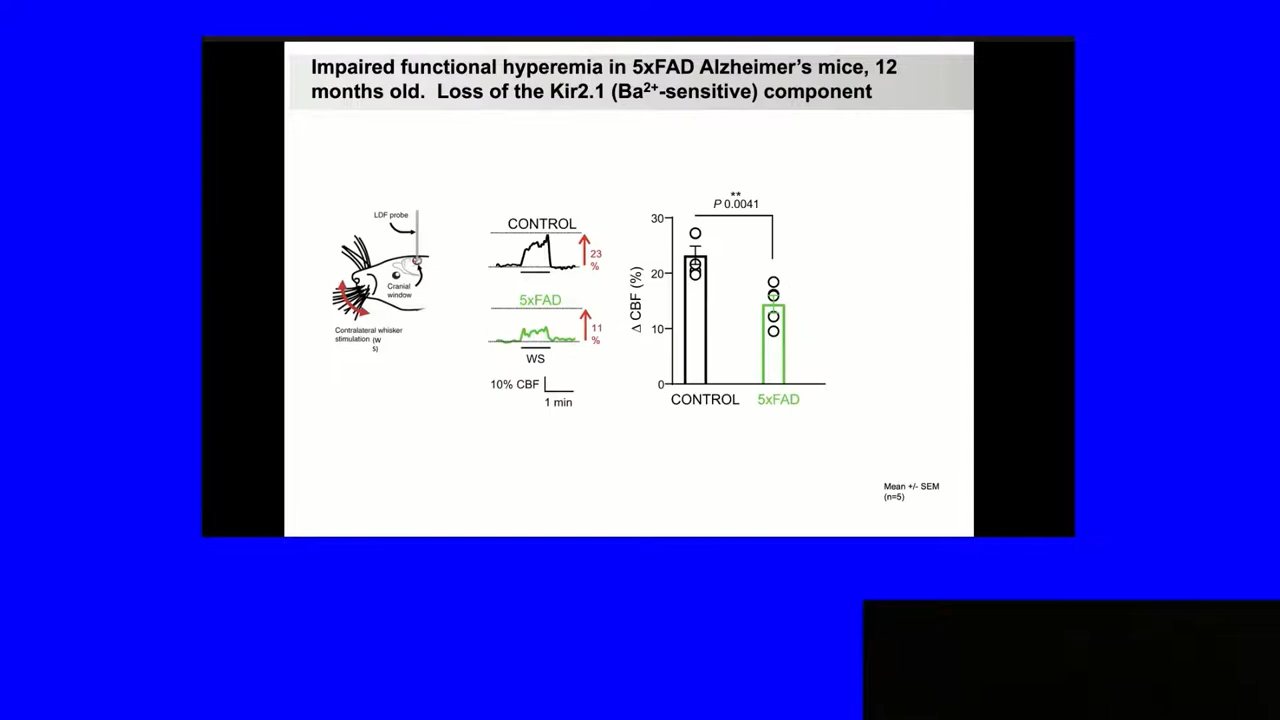 Impaired functional hyperemia in 5xFAD Alzheimer's mice, 12
months old. Loss of the Kir2.1 (Ba²⁺-sensitive) component
LDF probe
Cranial
window
Contralateral whisker
stimulation (W
S)
CONTROL
23
%
5xFAD
11
%
WS
10% CBF
1 min
**
P 0.0041
30
20
10
0
Δ CBF (%)
CONTROL 5xFAD
Mean +/- SEM
(n=5)